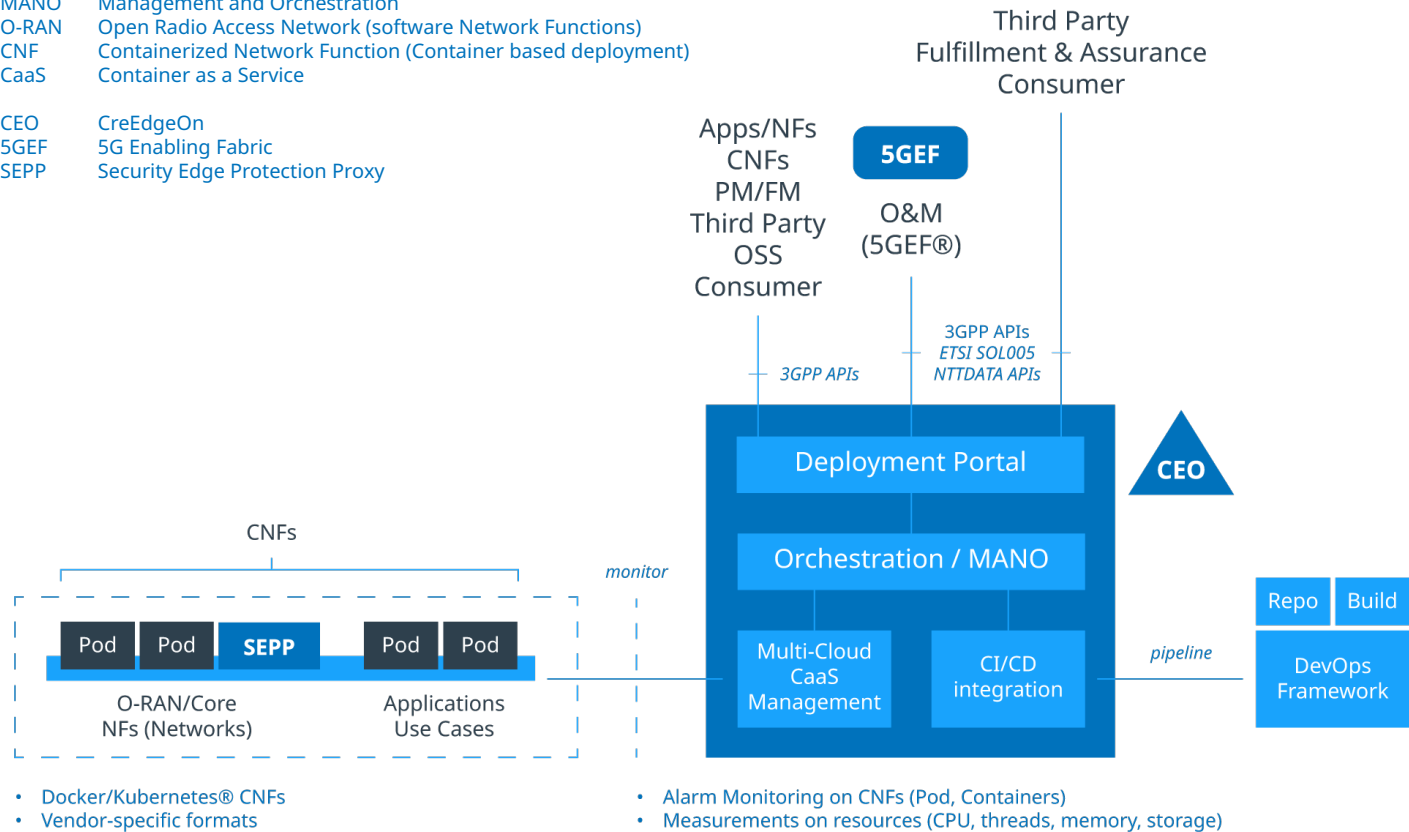 MANO Management and Orchestration
O-RAN Open Radio Access Network (software Network Functions)
CNF Containerized Network Function (Container based deployment)
CaaS Container as a Service
CEO CreEdgeOn
5GEF 5G Enabling Fabric
SEPP Security Edge Protection Proxy
Third Party
Fulfillment & Assurance
Consumer
Apps/NFs
CNFs
PM/FM
Third Party
OSS
Consumer
5GEF
O&M
(5GEF®)
3GPP APIs
3GPP APIs
ETSI SOL005
NTTDATA APIs
Deployment Portal
CEO
Orchestration / MANO
Multi-Cloud
CaaS
Management
CI/CD
integration
CNFs
monitor
Pod
Pod
SEPP
Pod
Pod
O-RAN/Core
NFs (Networks)
Applications
Use Cases
pipeline
Repo
Build
DevOps
Framework
• Docker/Kubernetes® CNFs
• Vendor-specific formats
• Alarm Monitoring on CNFs (Pod, Containers)
• Measurements on resources (CPU, threads, memory, storage)